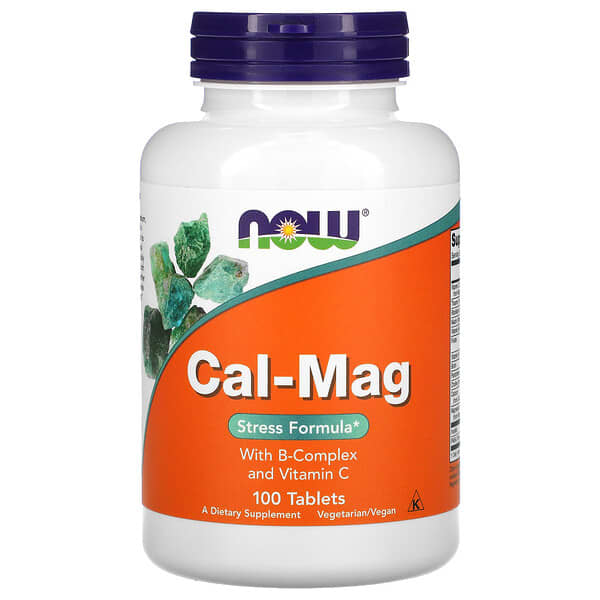 NOW®
Cal-Mag
Stress Formula*
With B-Complex
and Vitamin C
100 Tablets
A Dietary Supplement Vegetarian/Vegan
K